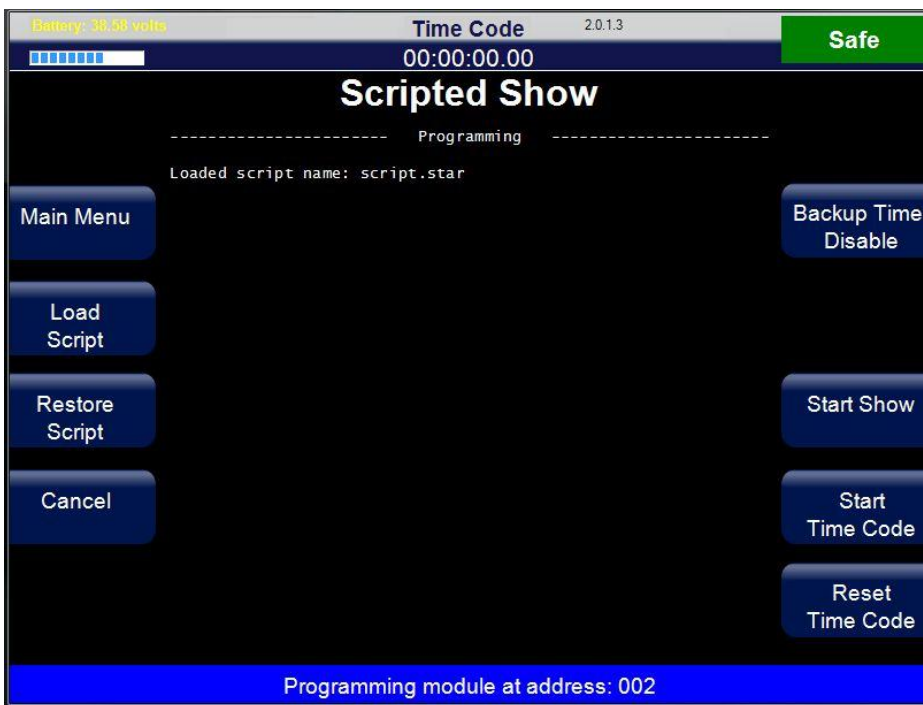 Battery: 38.58 volts
Time Code
2.0.1.3
Safe
00:00:00.00
Scripted Show
----------------------- Programming -----------------------
Loaded script name: script.star
Main Menu
Backup Time
Disable
Load
Script
Restore
Script
Start Show
Cancel
Start
Time Code
Reset
Time Code
Programming module at address: 002